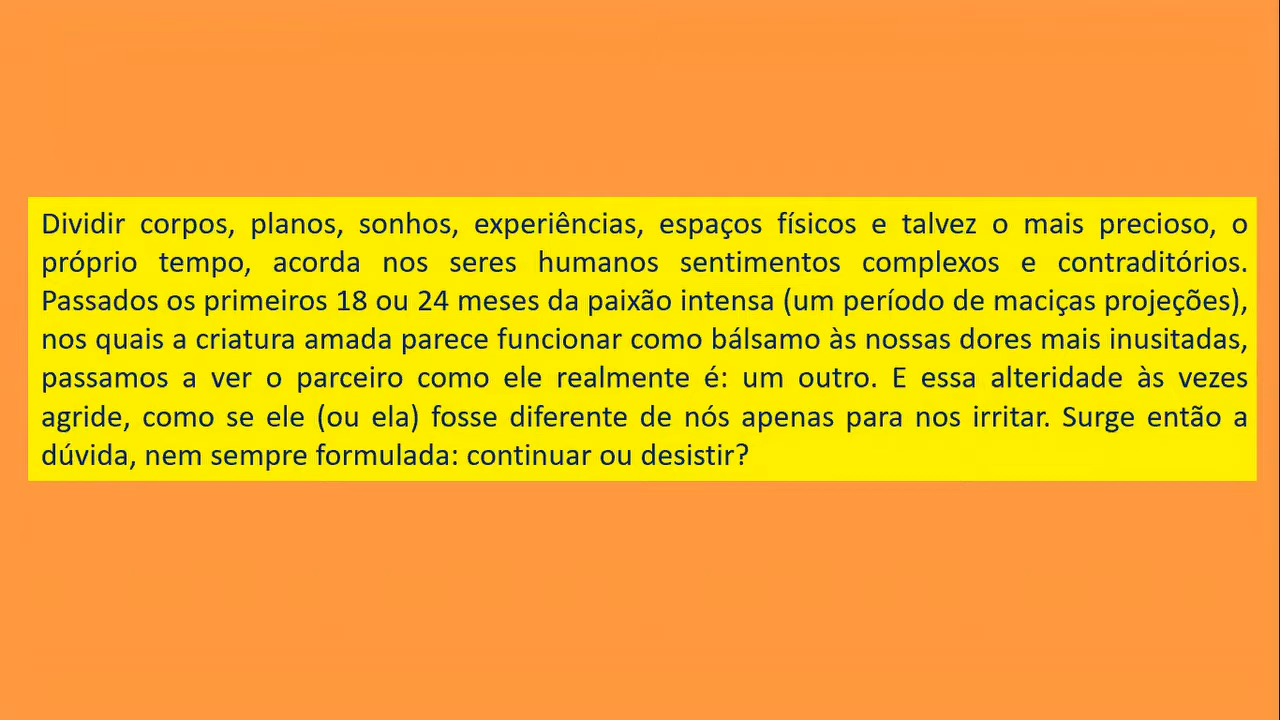 Dividir corpos, planos, sonhos, experiências, espaços físicos e talvez o mais precioso, o
próprio tempo, acorda nos seres humanos sentimentos complexos e contraditórios.
Passados os primeiros 18 ou 24 meses da paixão intensa (um período de maciças projeções),
nos quais a criatura amada parece funcionar como bálsamo às nossas dores mais inusitadas,
passamos a ver o parceiro como ele realmente é: um outro. E essa alteridade às vezes
agride, como se ele (ou ela) fosse diferente de nós apenas para nos irritar. Surge então a
dúvida, nem sempre formulada: continuar ou desistir?